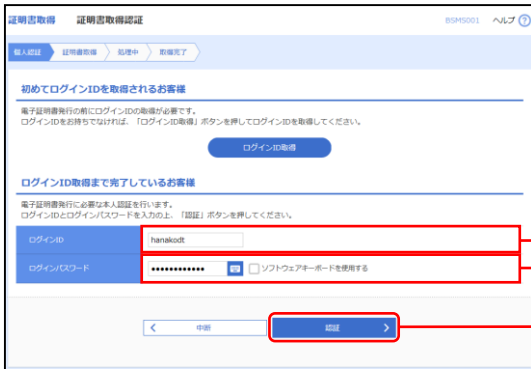 証明書取得 証明書取得認証 BSMS001 ヘルプ ?
個人認証 証明書取得 処理中 取得完了
初めてログインIDを取得されるお客様
電子証明書発行の前にログインIDの取得が必要です。
ログインIDをお持ちでなければ、「ログインID取得」ボタンを押してログインIDを取得してください。
ログインID取得
ログインID取得まで完了しているお客様
電子証明書発行に必要な本人認証を行います。
ログインIDとログインパスワードを入力の上、「認証」ボタンを押してください。
ログインID hanakodt
ログインパスワード ●●●●●●●●●●●● ソフトウェアキーボードを使用する
中断 認証